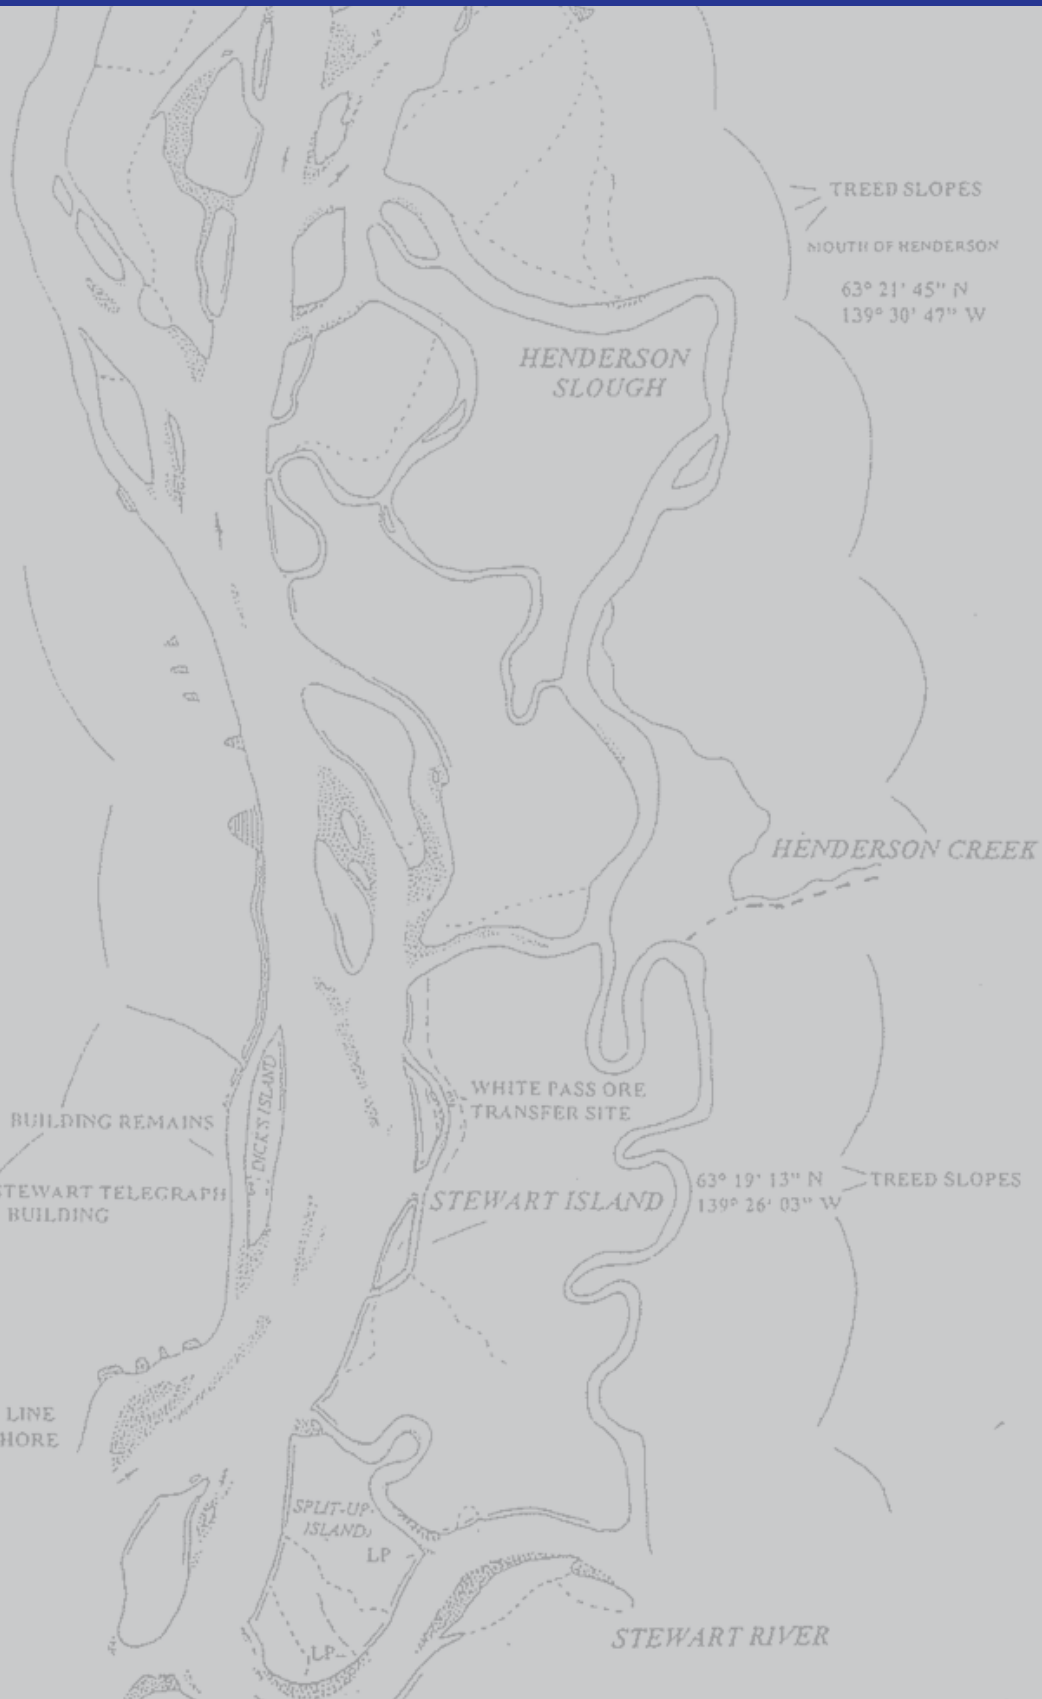 TREED SLOPES
MOUTH OF HENDERSON
63° 21' 45" N
139° 30' 47" W
HENDERSON
SLOUGH
HENDERSON CREEK
DICK'S ISLAND
WHITE PASS ORE
TRANSFER SITE
BUILDING REMAINS
STEWART TELEGRAPH
BUILDING
STEWART ISLAND
63° 19' 13" N
139° 26' 03" W
TREED SLOPES
LINE
HORE
SPLIT-UP-
ISLAND
LP
LP
STEWART RIVER